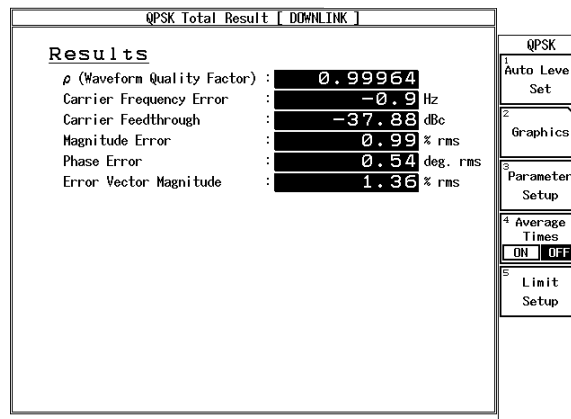 QPSK Total Result [ DOWNLINK ]
Results
ρ (Waveform Quality Factor) : 0.99964
Carrier Frequency Error : -0.9 Hz
Carrier Feedthrough : -37.88 dBc
Magnitude Error : 0.99 % rms
Phase Error : 0.54 deg. rms
Error Vector Magnitude : 1.36 % rms
QPSK
1
Auto Leve
Set
2
Graphics
3
Parameter
Setup
4 Average
Times
ON OFF
5
Limit
Setup